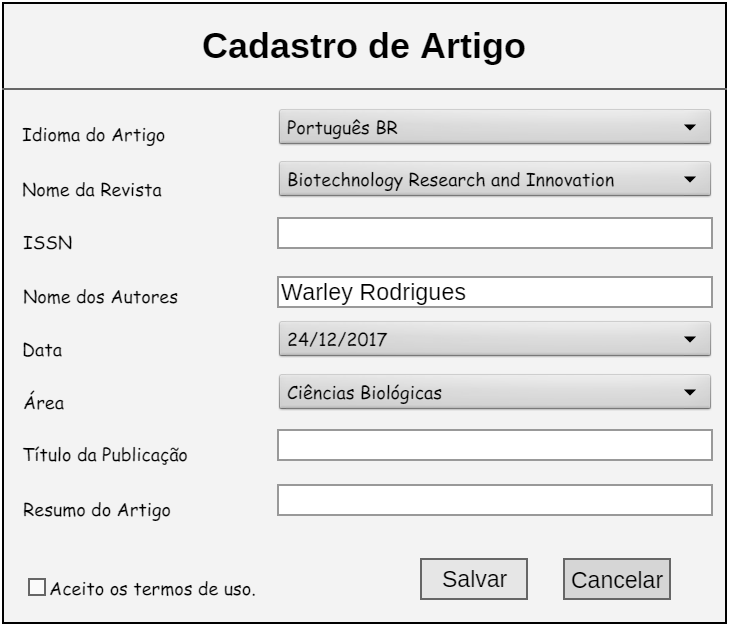 Cadastro de Artigo
Idioma do Artigo
Português BR
Nome da Revista
Biotechnology Research and Innovation
ISSN
Nome dos Autores
Warley Rodrigues
Data
24/12/2017
Área
Ciências Biológicas
Título da Publicação
Resumo do Artigo
Aceito os termos de uso.
Salvar
Cancelar